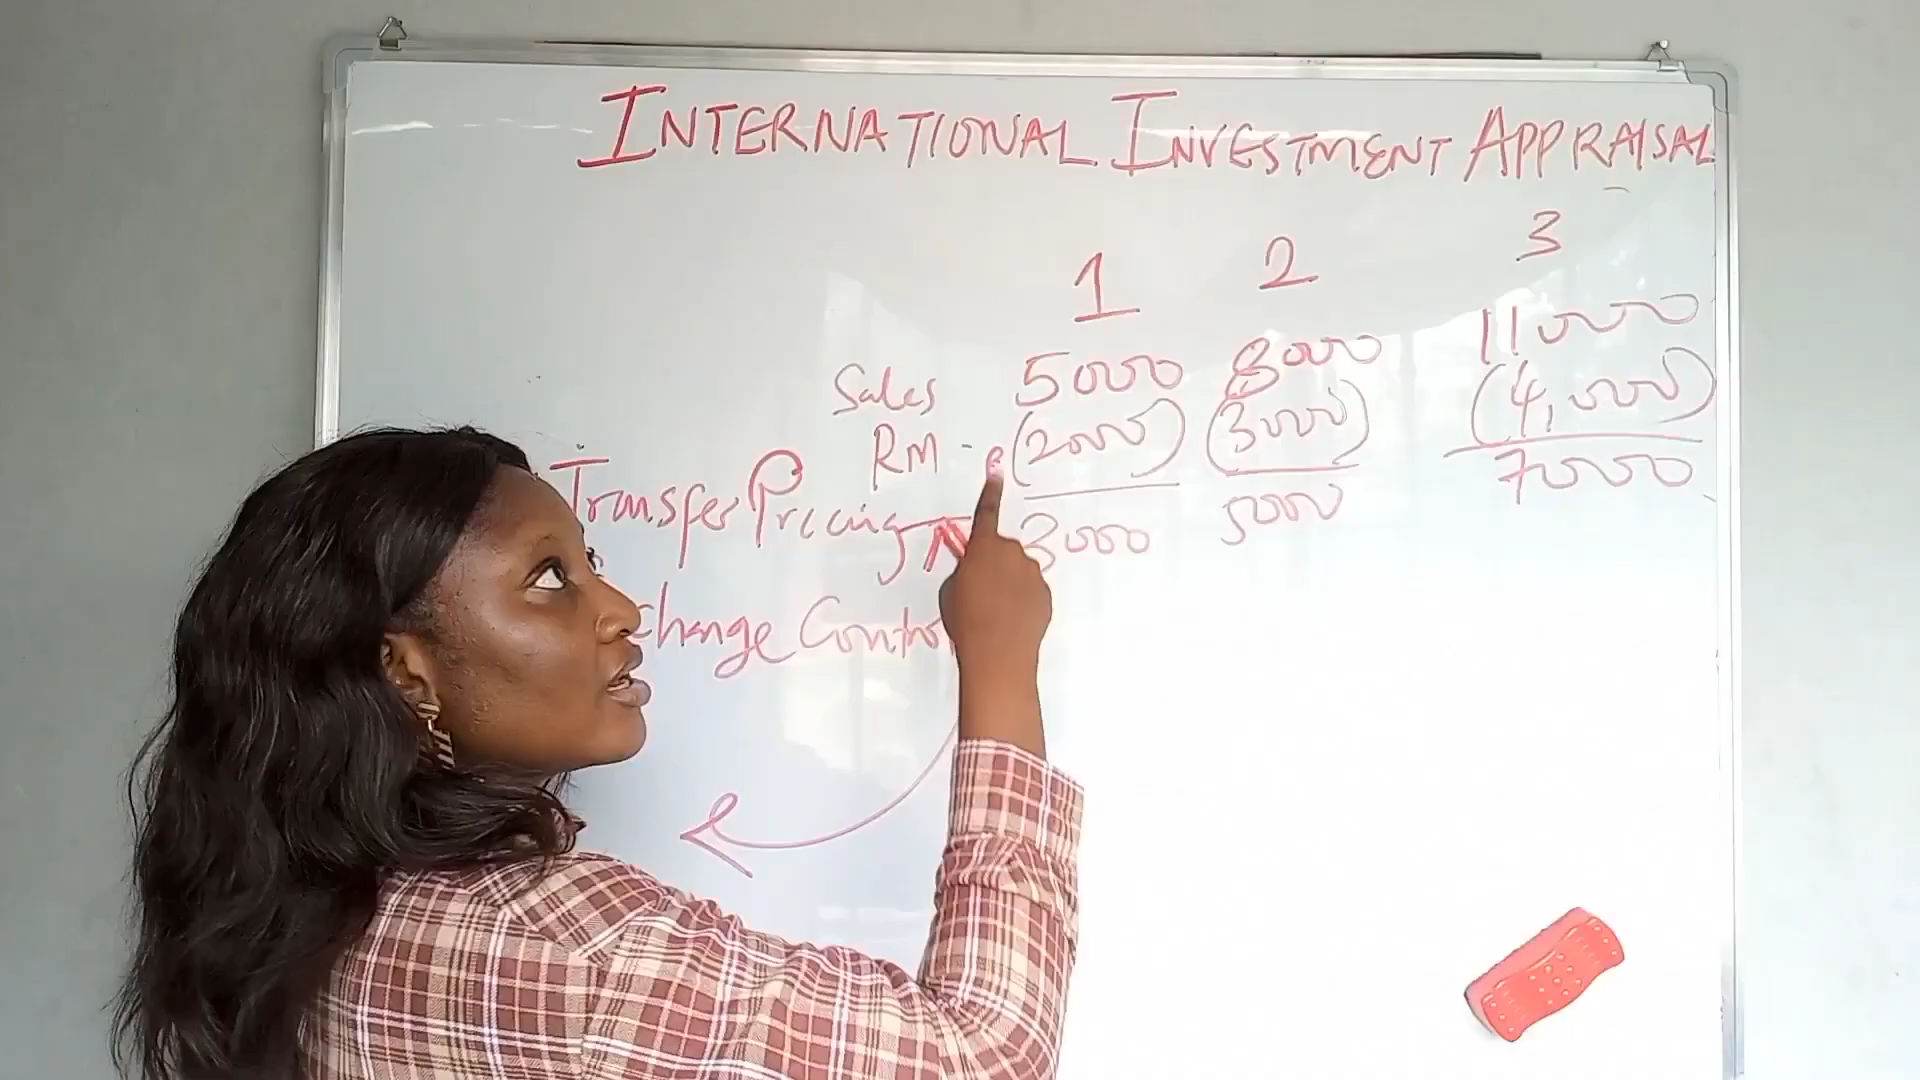 INTERNATIONAL INVESTMENT APPRAISAL
1 2 3
Sales 5000 8000 11000
RM - (2000) (3000) (4,000)
3000 5000 7000
Transfer Pricing
change Contro